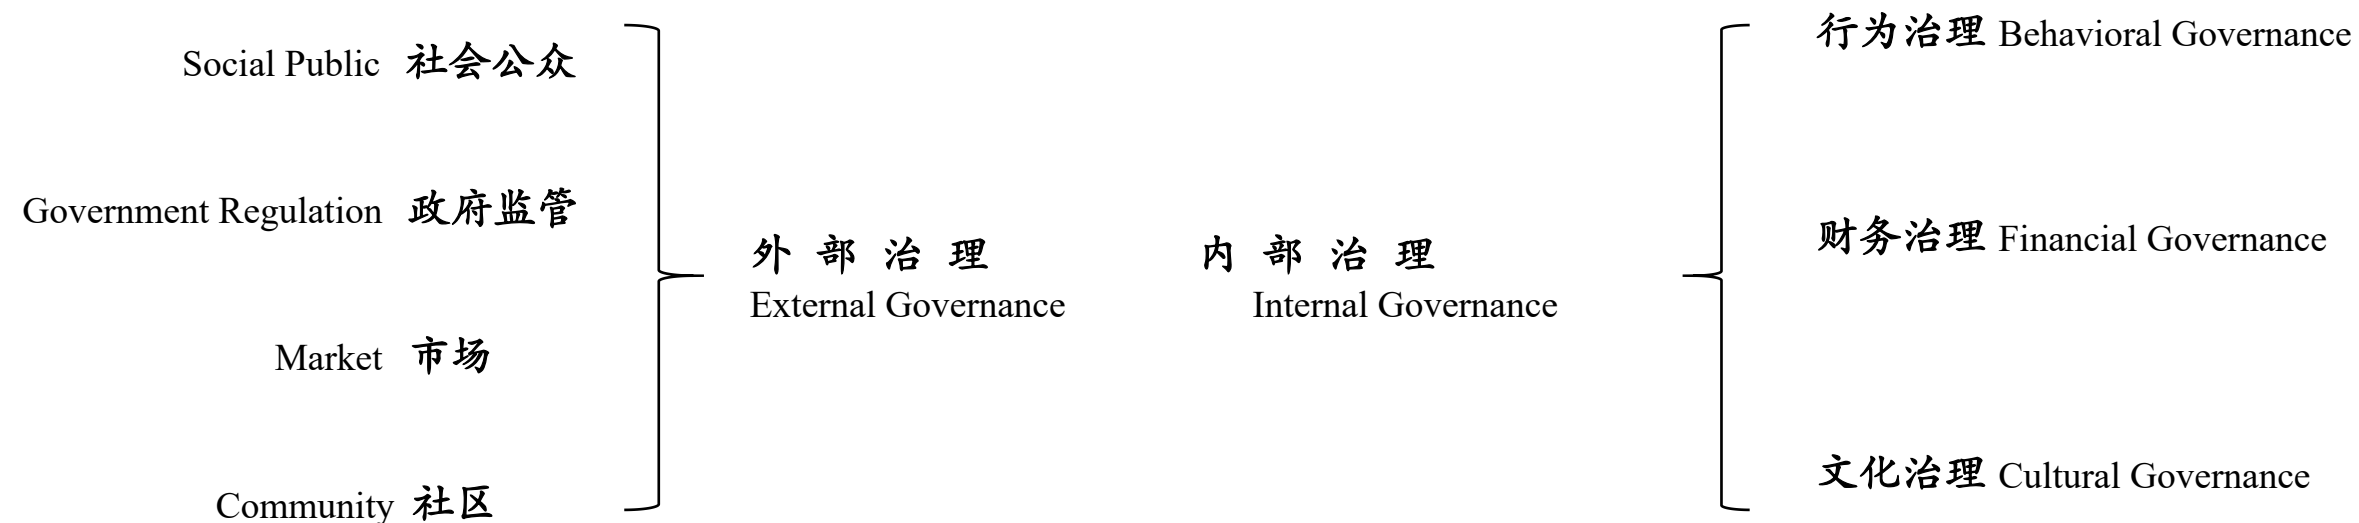 Social Public 社会公众
Government Regulation 政府监管
Market 市场
Community 社区
外 部 治 理
External Governance
内 部 治 理
Internal Governance
行为治理 Behavioral Governance
财务治理 Financial Governance
文化治理 Cultural Governance